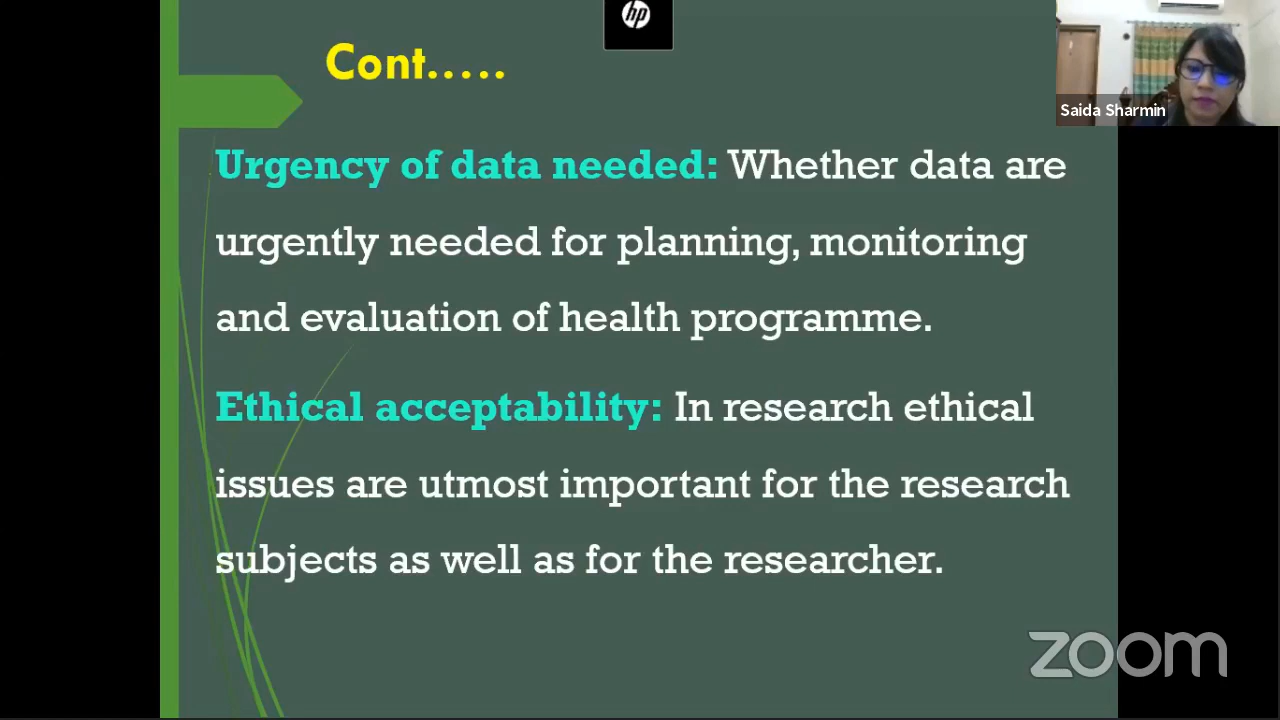 hp
Cont.....
Saida Sharmin
Urgency of data needed: Whether data are
urgently needed for planning, monitoring
and evaluation of health programme.
Ethical acceptability: In research ethical
issues are utmost important for the research
subjects as well as for the researcher.
zoom